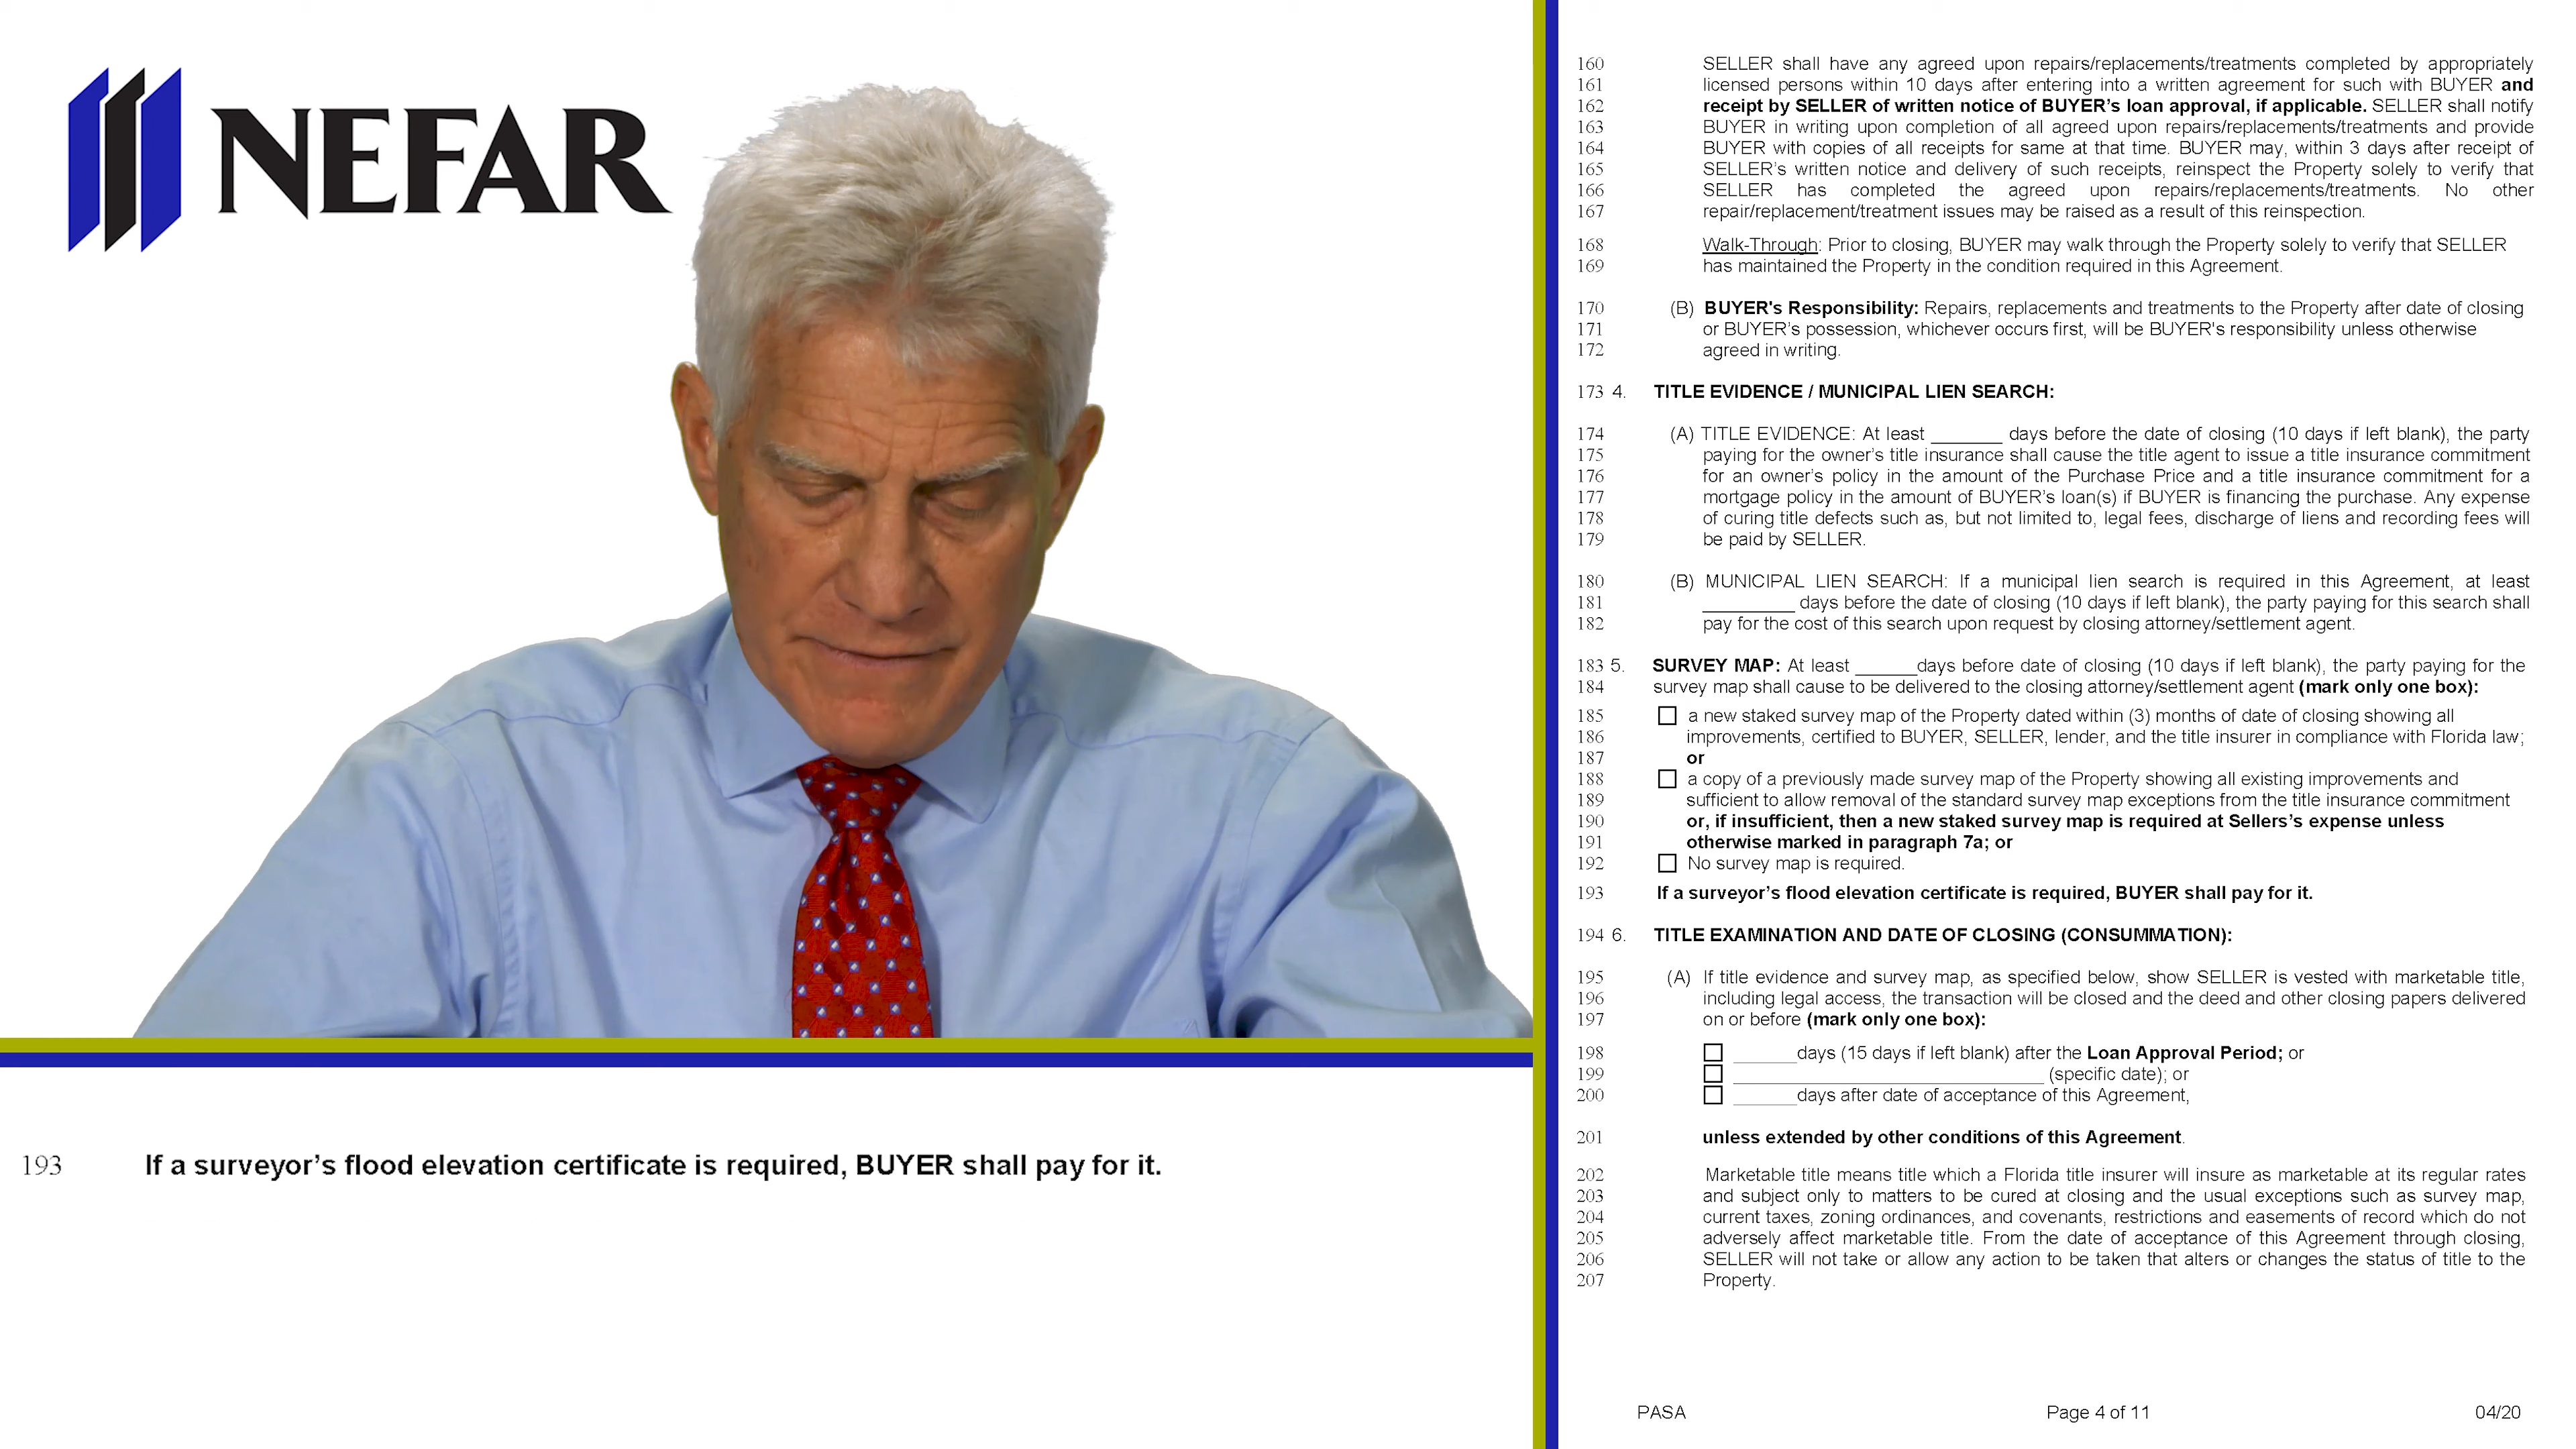 NEFAR
193 If a surveyor’s flood elevation certificate is required, BUYER shall pay for it.
160 SELLER shall have any agreed upon repairs/replacements/treatments completed by appropriately
161 licensed persons within 10 days after entering into a written agreement for such with BUYER and
162 receipt by SELLER of written notice of BUYER’s loan approval, if applicable. SELLER shall notify
163 BUYER in writing upon completion of all agreed upon repairs/replacements/treatments and provide
164 BUYER with copies of all receipts for same at that time. BUYER may, within 3 days after receipt of
165 SELLER’s written notice and delivery of such receipts, reinspect the Property solely to verify that
166 SELLER has completed the agreed upon repairs/replacements/treatments. No other
167 repair/replacement/treatment issues may be raised as a result of this reinspection.
168 Walk-Through: Prior to closing, BUYER may walk through the Property solely to verify that SELLER
169 has maintained the Property in the condition required in this Agreement.
170 (B) BUYER's Responsibility: Repairs, replacements and treatments to the Property after date of closing
171 or BUYER’s possession, whichever occurs first, will be BUYER's responsibility unless otherwise
172 agreed in writing.
173 4. TITLE EVIDENCE / MUNICIPAL LIEN SEARCH:
174 (A) TITLE EVIDENCE: At least _______ days before the date of closing (10 days if left blank), the party
175 paying for the owner’s title insurance shall cause the title agent to issue a title insurance commitment
176 for an owner’s policy in the amount of the Purchase Price and a title insurance commitment for a
177 mortgage policy in the amount of BUYER’s loan(s) if BUYER is financing the purchase. Any expense
178 of curing title defects such as, but not limited to, legal fees, discharge of liens and recording fees will
179 be paid by SELLER.
180 (B) MUNICIPAL LIEN SEARCH: If a municipal lien search is required in this Agreement, at least
181 _________ days before the date of closing (10 days if left blank), the party paying for this search shall
182 pay for the cost of this search upon request by closing attorney/settlement agent.
183 5. SURVEY MAP: At least ______days before date of closing (10 days if left blank), the party paying for the
184 survey map shall cause to be delivered to the closing attorney/settlement agent (mark only one box):
185 ☐ a new staked survey map of the Property dated within (3) months of date of closing showing all
186 improvements, certified to BUYER, SELLER, lender, and the title insurer in compliance with Florida law;
187 or
188 ☐ a copy of a previously made survey map of the Property showing all existing improvements and
189 sufficient to allow removal of the standard survey map exceptions from the title insurance commitment
190 or, if insufficient, then a new staked survey map is required at Sellers’s expense unless
191 otherwise marked in paragraph 7a; or
192 ☐ No survey map is required.
193 If a surveyor’s flood elevation certificate is required, BUYER shall pay for it.
194 6. TITLE EXAMINATION AND DATE OF CLOSING (CONSUMMATION):
195 (A) If title evidence and survey map, as specified below, show SELLER is vested with marketable title,
196 including legal access, the transaction will be closed and the deed and other closing papers delivered
197 on or before (mark only one box):
198 ☐ ______days (15 days if left blank) after the Loan Approval Period; or
199 ☐ ______________________________ (specific date); or
200 ☐ ______days after date of acceptance of this Agreement,
201 unless extended by other conditions of this Agreement.
202 Marketable title means title which a Florida title insurer will insure as marketable at its regular rates
203 and subject only to matters to be cured at closing and the usual exceptions such as survey map,
204 current taxes, zoning ordinances, and covenants, restrictions and easements of record which do not
205 adversely affect marketable title. From the date of acceptance of this Agreement through closing,
206 SELLER will not take or allow any action to be taken that alters or changes the status of title to the
207 Property.
PASA Page 4 of 11 04/20